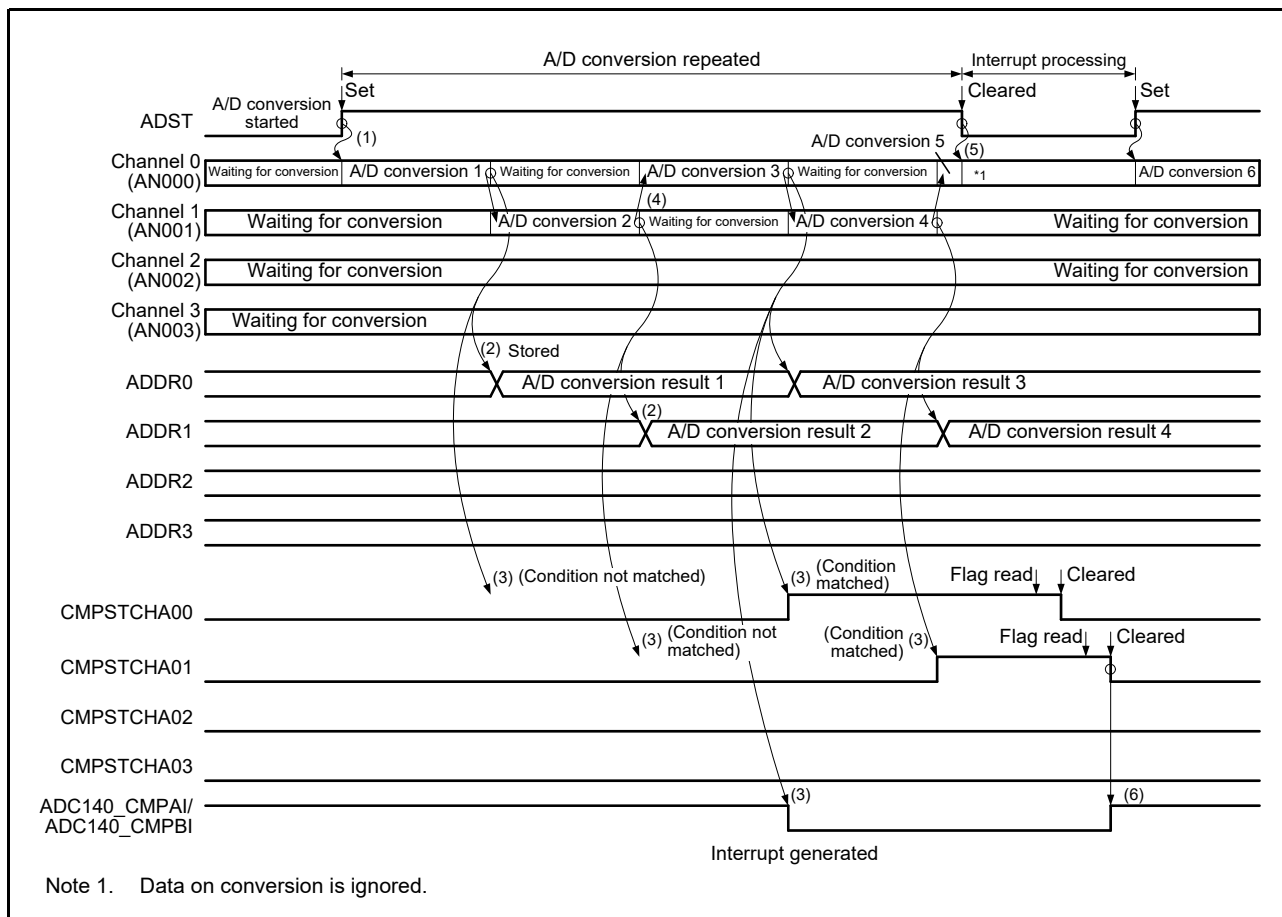 A/D conversion repeated
Interrupt processing
Set
Cleared
Set
A/D conversion
started
ADST
(1)
A/D conversion 5
(5)
Channel 0
(AN000)
Waiting for conversion
A/D conversion 1
Waiting for conversion
A/D conversion 3
Waiting for conversion
*1
A/D conversion 6
(4)
Channel 1
(AN001)
Waiting for conversion
A/D conversion 2
Waiting for conversion
A/D conversion 4
Waiting for conversion
Channel 2
(AN002)
Waiting for conversion
Waiting for conversion
Channel 3
(AN003)
Waiting for conversion
(2) Stored
ADDR0
A/D conversion result 1
A/D conversion result 3
(2)
ADDR1
A/D conversion result 2
A/D conversion result 4
ADDR2
ADDR3
(3) (Condition not matched)
(3) (Condition
matched)
Flag read
Cleared
CMPSTCHA00
(3) (Condition not
matched)
(Condition (3)
matched)
Flag read
Cleared
CMPSTCHA01
CMPSTCHA02
CMPSTCHA03
ADC140_CMPAI/
ADC140_CMPBI
(3)
(6)
Interrupt generated
Note 1. Data on conversion is ignored.